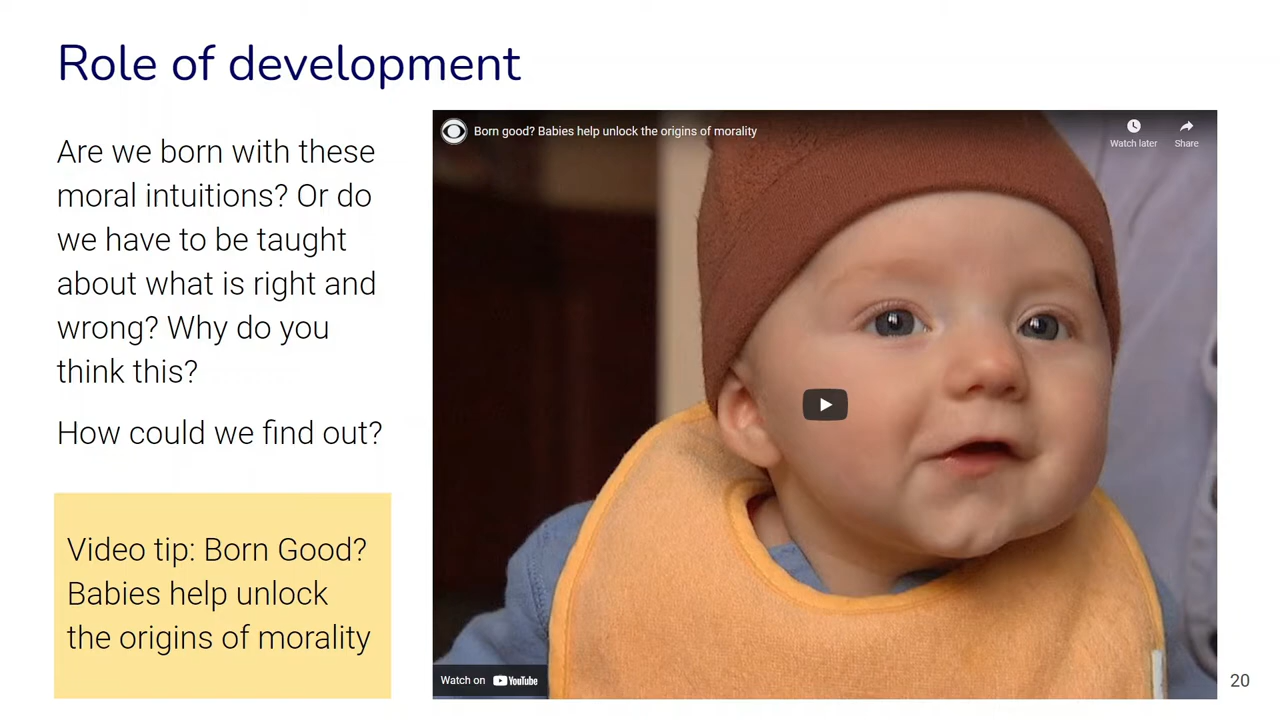 Role of development
Are we born with these
moral intuitions? Or do
we have to be taught
about what is right and
wrong? Why do you
think this?
How could we find out?
Video tip: Born Good?
Babies help unlock
the origins of morality
Born good? Babies help unlock the origins of morality
Watch later
Share
Watch on YouTube
20